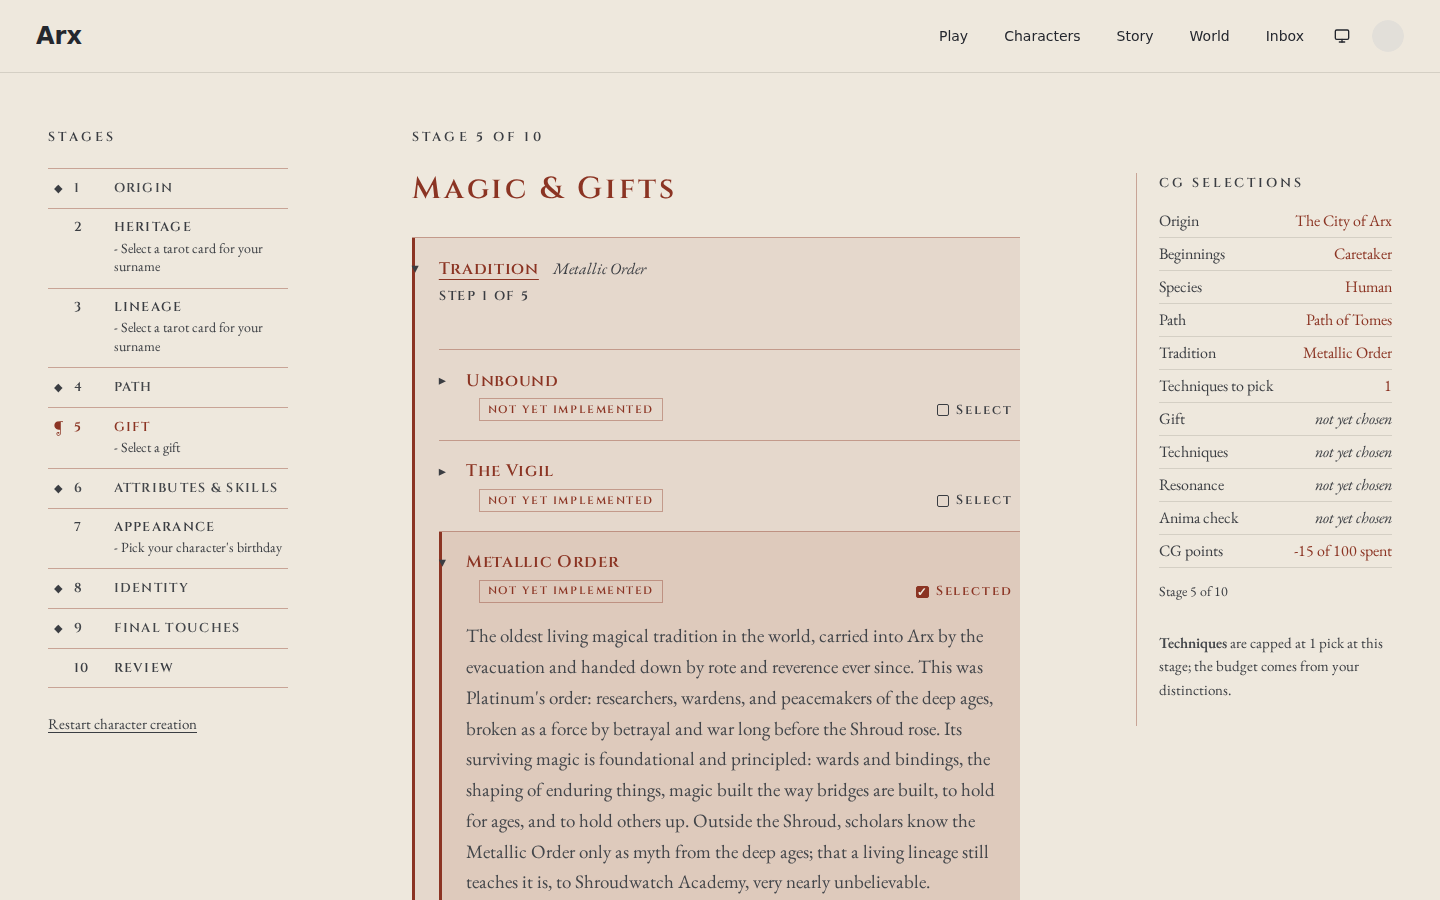 Arx
Play
Characters
Story
World
Inbox
STAGES
◆ 1 ORIGIN
2 HERITAGE
- Select a tarot card for your
surname
3 LINEAGE
- Select a tarot card for your
surname
◆ 4 PATH
¶ 5 GIFT
- Select a gift
◆ 6 ATTRIBUTES & SKILLS
7 APPEARANCE
- Pick your character's birthday
◆ 8 IDENTITY
◆ 9 FINAL TOUCHES
10 REVIEW
Restart character creation
STAGE 5 OF 10
Magic & Gifts
▾ Tradition Metallic Order
STEP 1 OF 5
▸ Unbound
NOT YET IMPLEMENTED
Select
▸ The Vigil
NOT YET IMPLEMENTED
Select
▾ Metallic Order
NOT YET IMPLEMENTED
Selected
The oldest living magical tradition in the world, carried into Arx by the
evacuation and handed down by rote and reverence ever since. This was
Platinum's order: researchers, wardens, and peacemakers of the deep ages,
broken as a force by betrayal and war long before the Shroud rose. Its
surviving magic is foundational and principled: wards and bindings, the
shaping of enduring things, magic built the way bridges are built, to hold
for ages, and to hold others up. Outside the Shroud, scholars know the
Metallic Order only as myth from the deep ages; that a living lineage still
teaches it is, to Shroudwatch Academy, very nearly unbelievable.
CG SELECTIONS
Origin The City of Arx
Beginnings Caretaker
Species Human
Path Path of Tomes
Tradition Metallic Order
Techniques to pick 1
Gift not yet chosen
Techniques not yet chosen
Resonance not yet chosen
Anima check not yet chosen
CG points -15 of 100 spent
Stage 5 of 10
Techniques are capped at 1 pick at this
stage; the budget comes from your
distinctions.